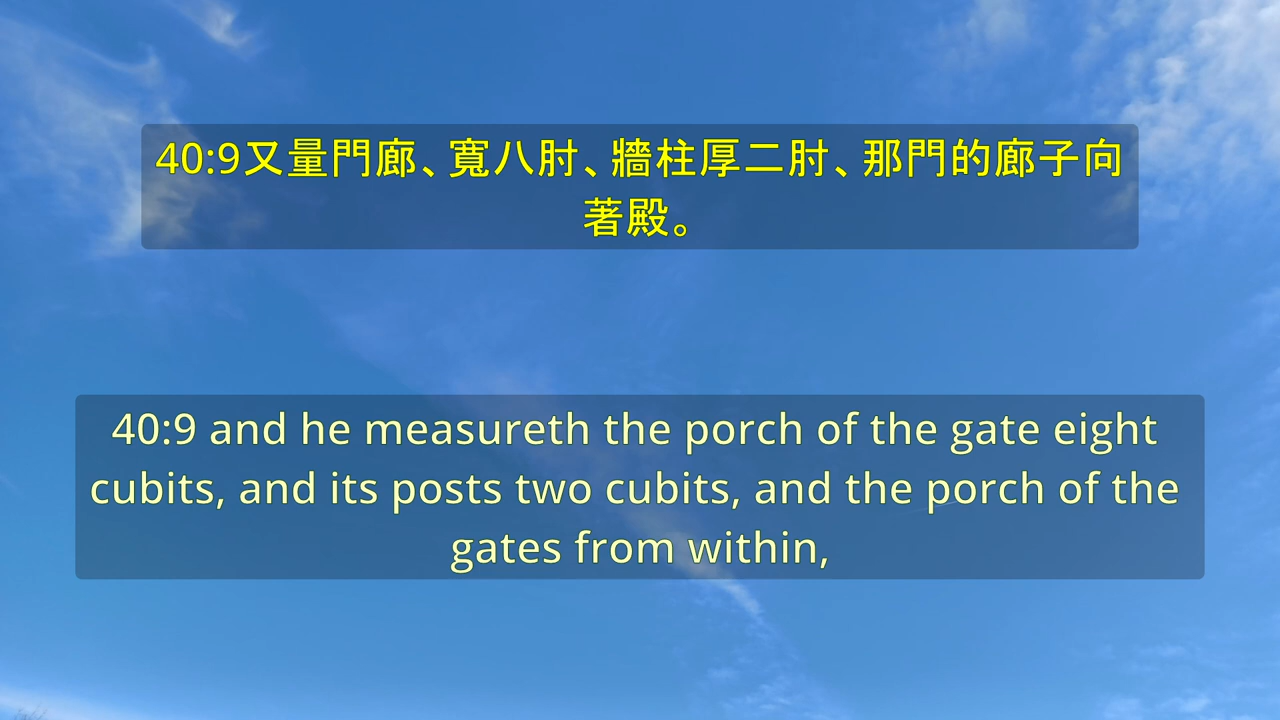 40:9又量門廊、寬八肘、牆柱厚二肘、那門的廊子向
著殿。
40:9 and he measureth the porch of the gate eight
cubits, and its posts two cubits, and the porch of the
gates from within,